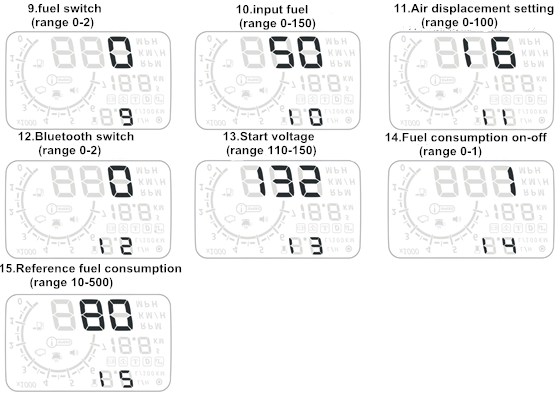 9.fuel switch
(range 0-2)
0
9
10.input fuel
(range 0-150)
50
10
11.Air displacement setting
(range 0-100)
16
11
12.Bluetooth switch
(range 0-2)
0
12
13.Start voltage
(range 110-150)
132
13
14.Fuel consumption on-off
(range 0-1)
1
14
15.Reference fuel consumption
(range 10-500)
80
15